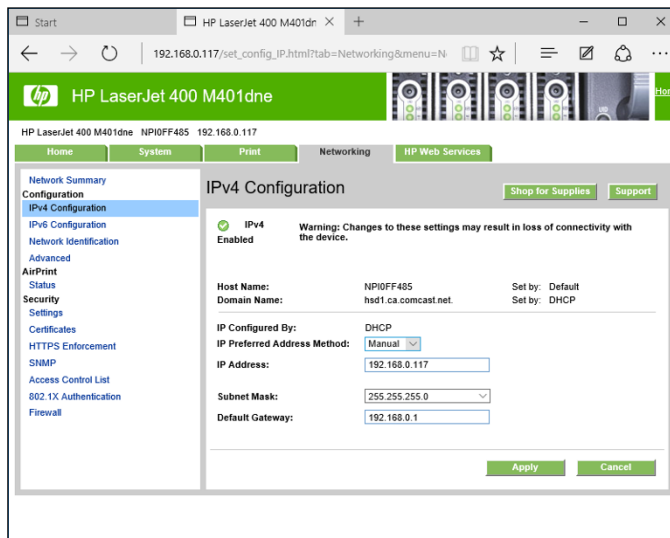 Start
HP LaserJet 400 M401dn
192.168.0.117/set_config_IP.html?tab=Networking&menu=N
hp
HP LaserJet 400 M401dne
HP LaserJet 400 M401dne NPI0FF485 192.168.0.117
Home System Print Networking HP Web Services
Network Summary
Configuration
IPv4 Configuration
IPv6 Configuration
Network Identification
Advanced
AirPrint
Status
Security
Settings
Certificates
HTTPS Enforcement
SNMP
Access Control List
802.1X Authentication
Firewall
IPv4 Configuration
Shop for Supplies Support
IPv4 Enabled
Warning: Changes to these settings may result in loss of connectivity with
the device.
Host Name: NPI0FF485 Set by: Default
Domain Name: hsd1.ca.comcast.net. Set by: DHCP
IP Configured By: DHCP
IP Preferred Address Method: Manual
IP Address: 192.168.0.117
Subnet Mask: 255.255.255.0
Default Gateway: 192.168.0.1
Apply Cancel